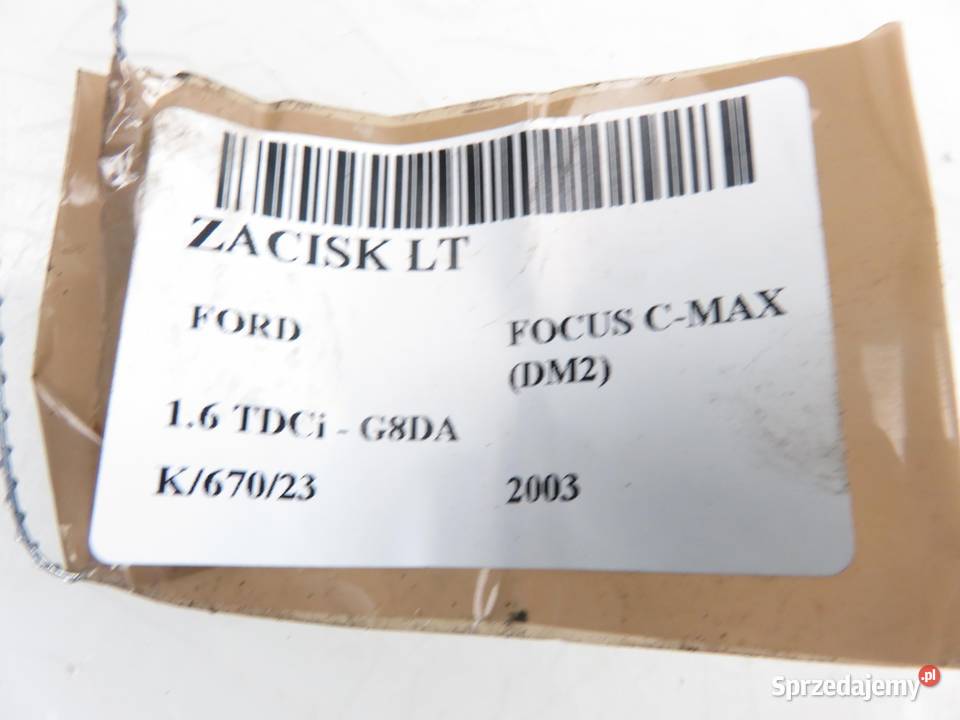 ZACISK LT
FORD
FOCUS C-MAX
(DM2)
1.6 TDCi - G8DA
K/670/23
2003
Sprzedajemy.pl